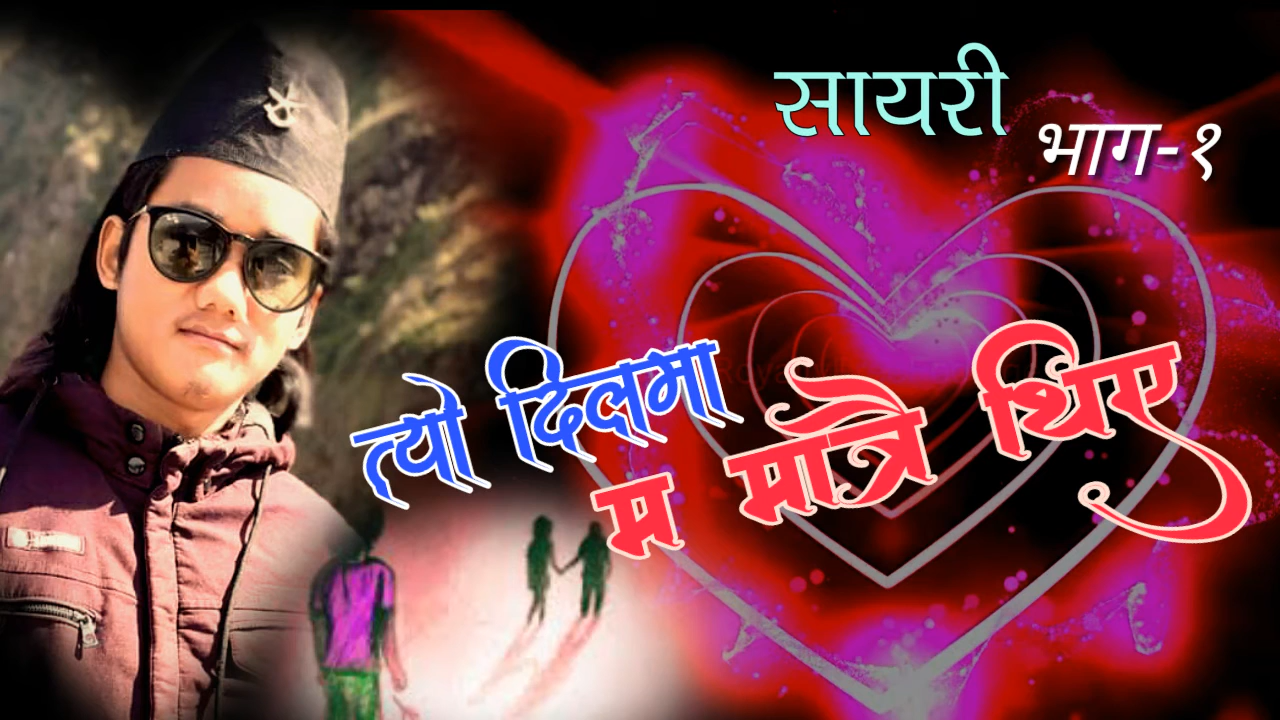 सायरी
भाग-१
त्यो दिलमा
म मात्रै थिए